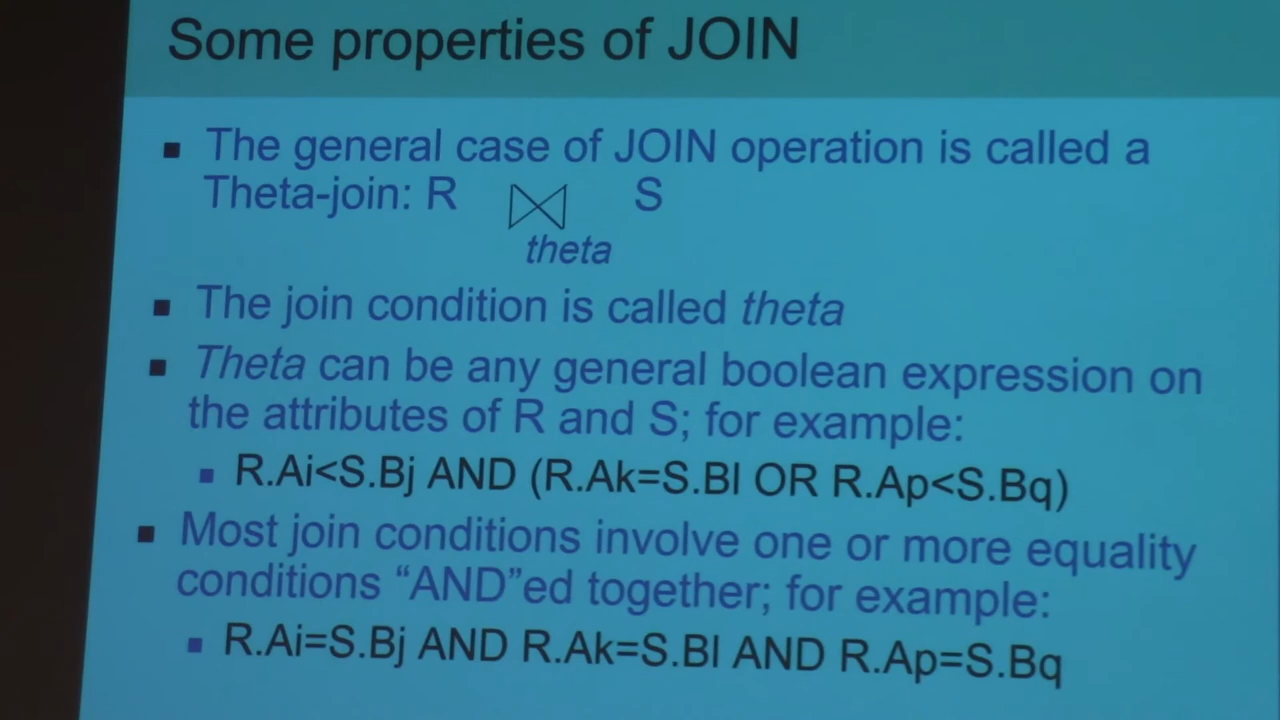 Some properties of JOIN
▪ The general case of JOIN operation is called a
Theta-join: R ⋈ S
theta
▪ The join condition is called theta
▪ Theta can be any general boolean expression on
the attributes of R and S; for example:
▪ R.Ai<S.Bj AND (R.Ak=S.Bl OR R.Ap<S.Bq)
▪ Most join conditions involve one or more equality
conditions “AND”ed together; for example:
▪ R.Ai=S.Bj AND R.Ak=S.Bl AND R.Ap=S.Bq